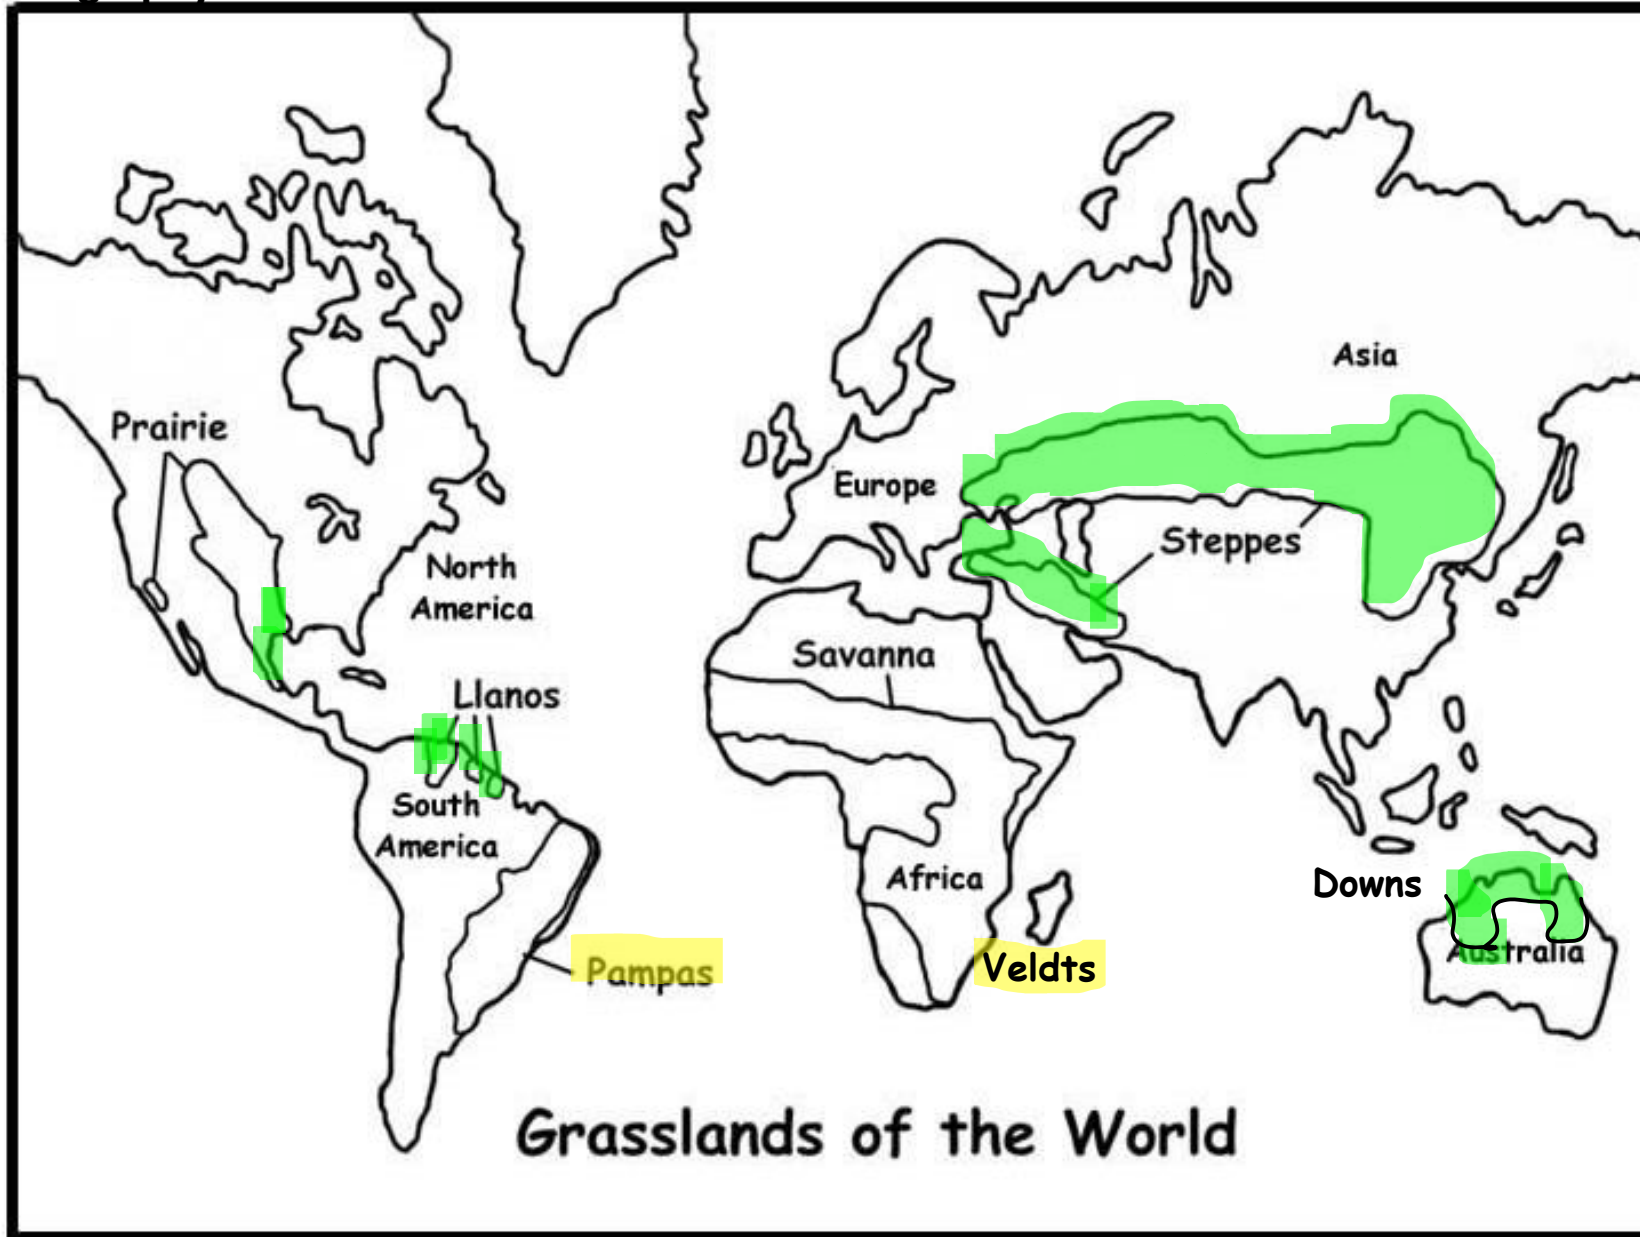 Asia
Prairie
Europe
Steppes
North
America
Savanna
Llanos
South
America
Africa
Downs
Australia
Pampas
Veldts
Grasslands of the World